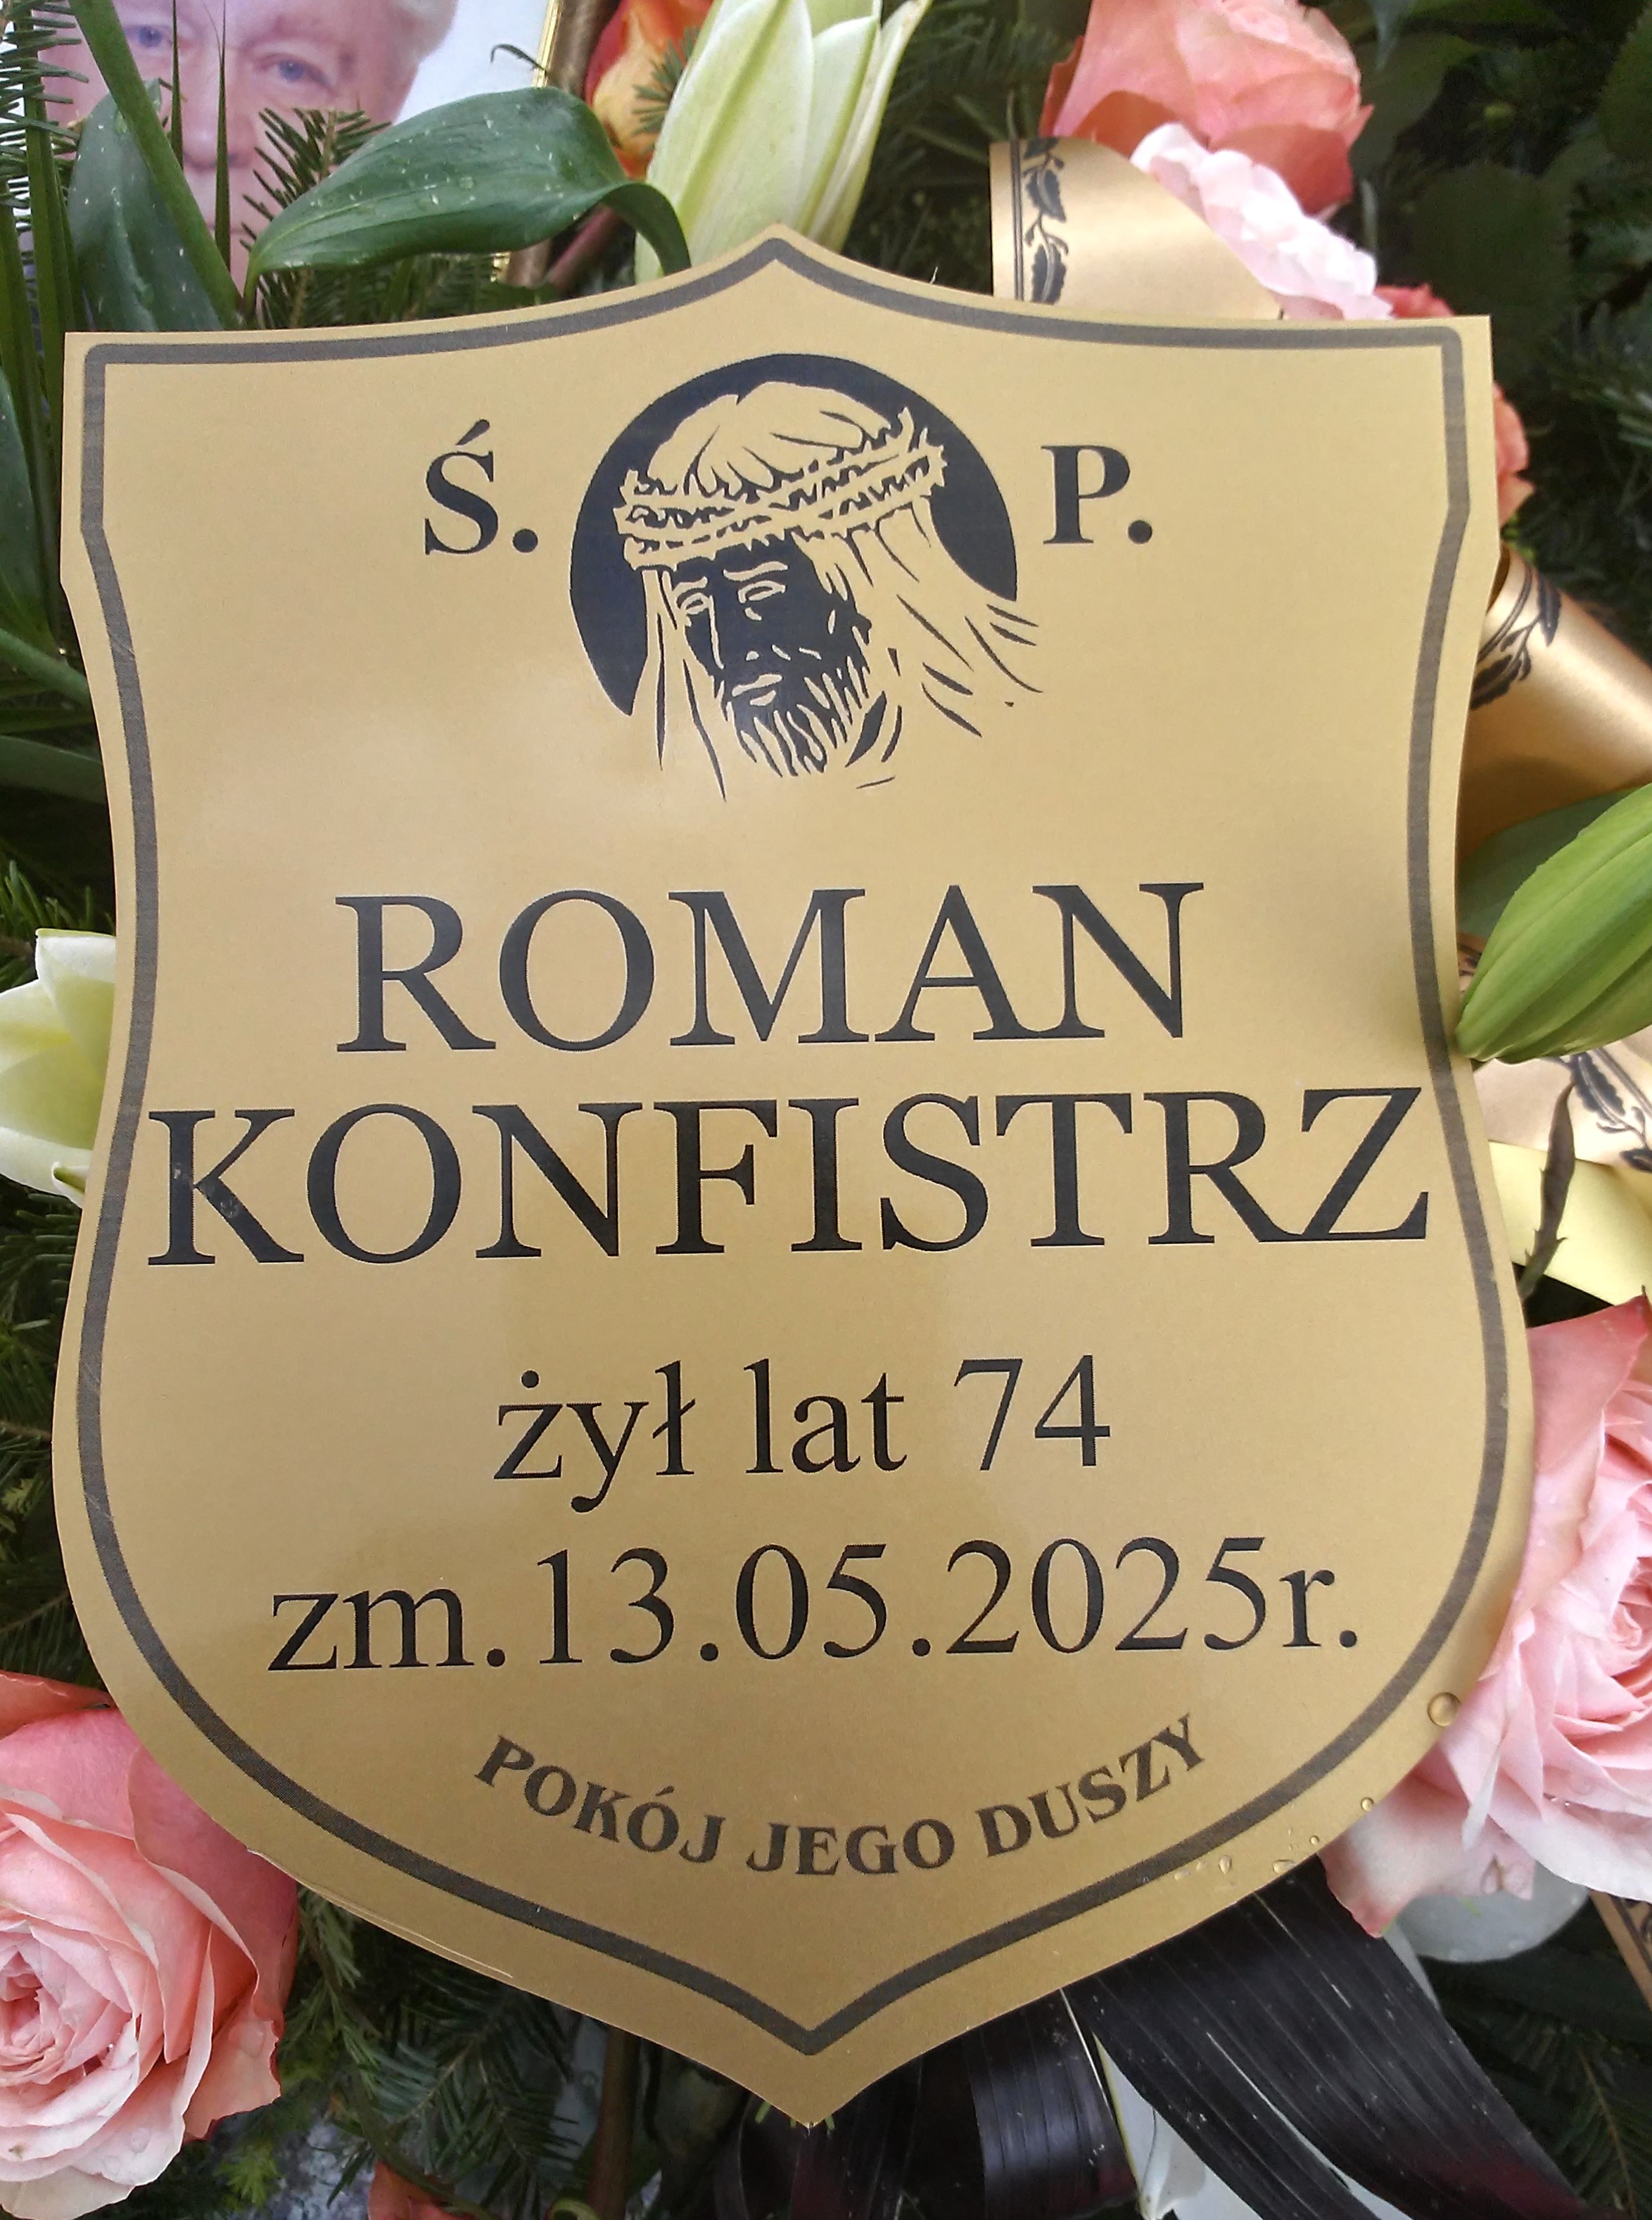 Ś. P.
ROMAN
KONFISTRZ
żył lat 74
zm.13.05.2025r.
POKÓJ JEGO DUSZY